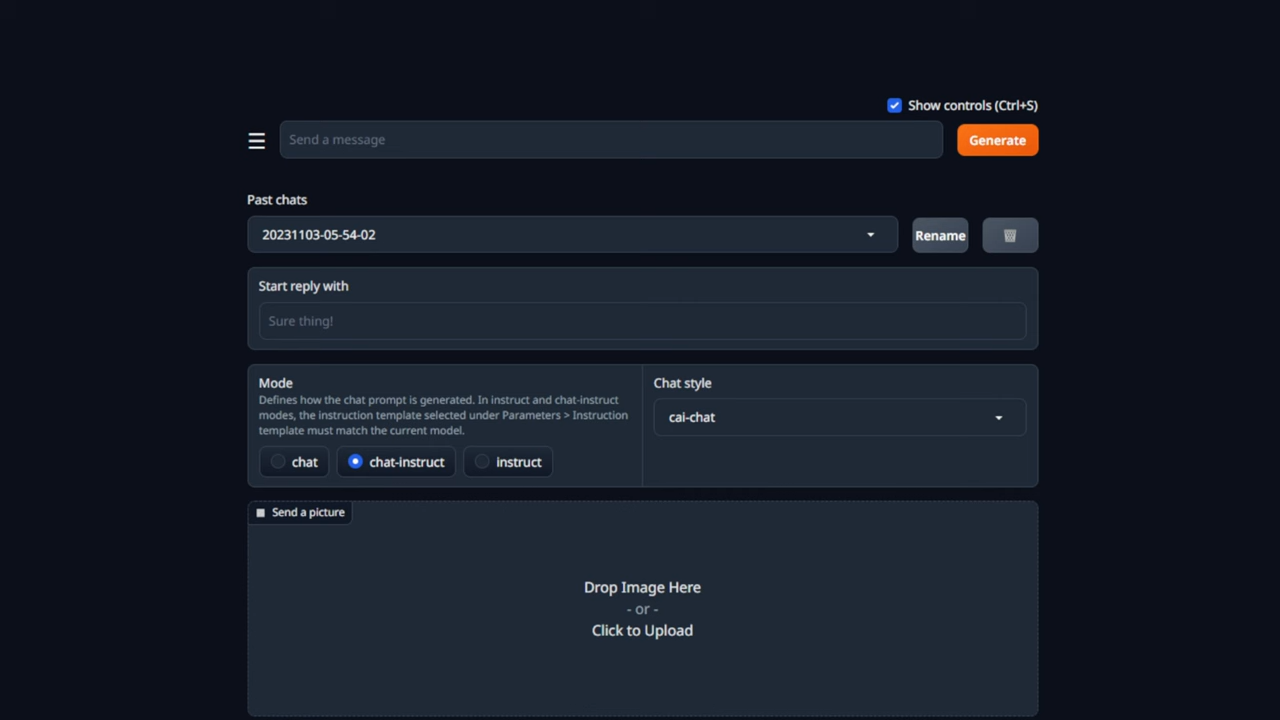 Show controls (Ctrl+S)
Send a message
Generate
Past chats
20231103-05-54-02
Rename
Start reply with
Sure thing!
Mode
Defines how the chat prompt is generated. In instruct and chat-instruct
modes, the instruction template selected under Parameters > Instruction
template must match the current model.
chat
chat-instruct
instruct
Chat style
cai-chat
Send a picture
Drop Image Here
- or -
Click to Upload